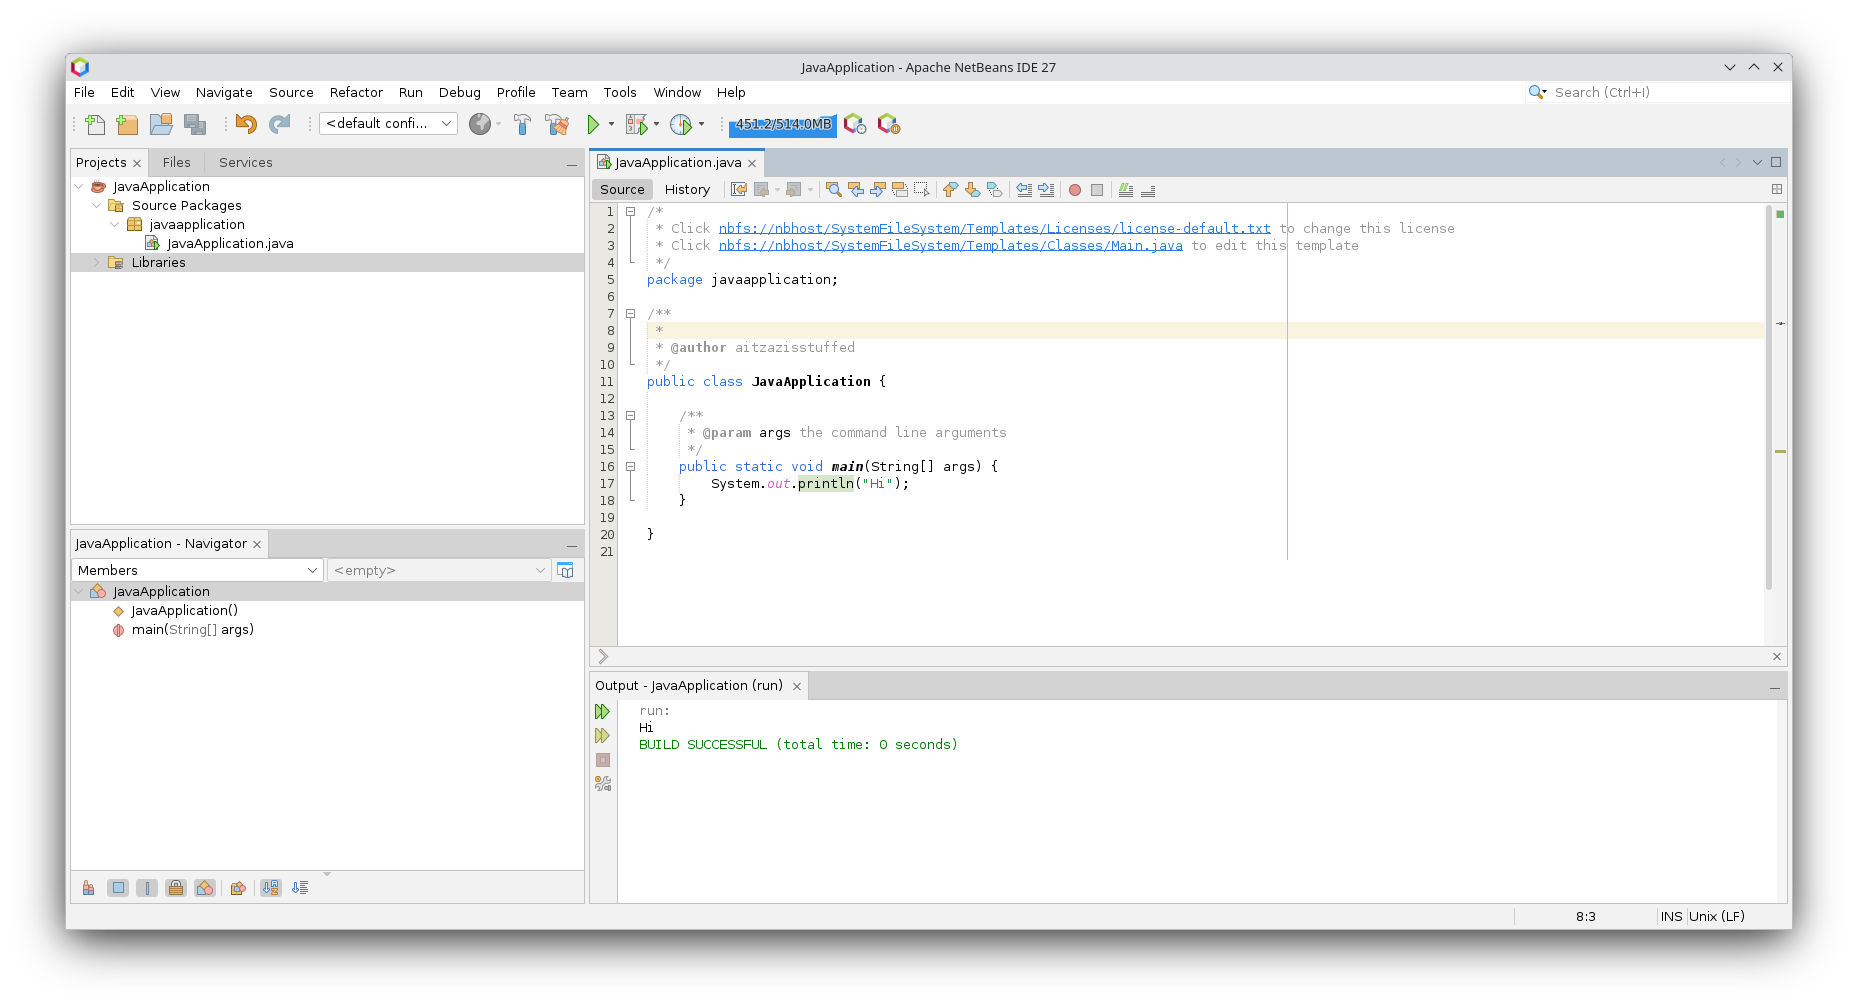 JavaApplication - Apache NetBeans IDE 27
File Edit View Navigate Source Refactor Run Debug Profile Team Tools Window Help
Search (Ctrl+I)
<default confi...
451.2/514.0MB
Projects Files Services
JavaApplication
Source Packages
javaapplication
JavaApplication.java
Libraries
JavaApplication - Navigator
Members
<empty>
JavaApplication
JavaApplication()
main(String[] args)
JavaApplication.java
Source History
1 /*
2 * Click nbfs://nbhost/SystemFileSystem/Templates/Licenses/license-default.txt to change this license
3 * Click nbfs://nbhost/SystemFileSystem/Templates/Classes/Main.java to edit this template
4 */
5 package javaapplication;
6
7 /**
8 *
9 * @author aitzazisstuffed
10 */
11 public class JavaApplication {
12
13 /**
14 * @param args the command line arguments
15 */
16 public static void main(String[] args) {
17 System.out.println("Hi");
18 }
19
20 }
21
Output - JavaApplication (run)
run:
Hi
BUILD SUCCESSFUL (total time: 0 seconds)
8:3 INS Unix (LF)